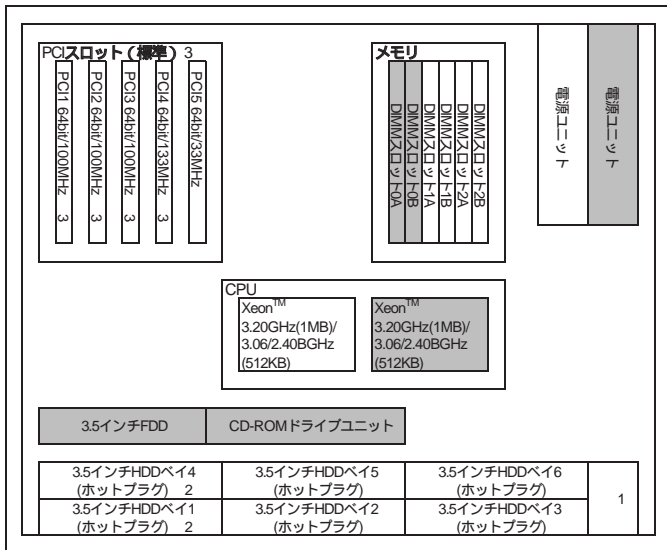 PCIスロット(標準) 3
PCI1 64bit/100MHz 3
PCI2 64bit/100MHz 3
PCI3 64bit/100MHz 3
PCI4 64bit/133MHz 3
PCI5 64bit/33MHz
メモリ
DIMMスロット0A
DIMMスロット0B
DIMMスロット1A
DIMMスロット1B
DIMMスロット2A
DIMMスロット2B
電源ユニット
電源ユニット
CPU
Xeon™
3.20GHz(1MB)/
3.06/2.40BGHz
(512KB)
Xeon™
3.20GHz(1MB)/
3.06/2.40BGHz
(512KB)
3.5インチFDD
CD-ROMドライブユニット
3.5インチHDDベイ4
(ホットプラグ) 2
3.5インチHDDベイ5
(ホットプラグ)
3.5インチHDDベイ6
(ホットプラグ)
3.5インチHDDベイ1
(ホットプラグ) 2
3.5インチHDDベイ2
(ホットプラグ)
3.5インチHDDベイ3
(ホットプラグ)
1